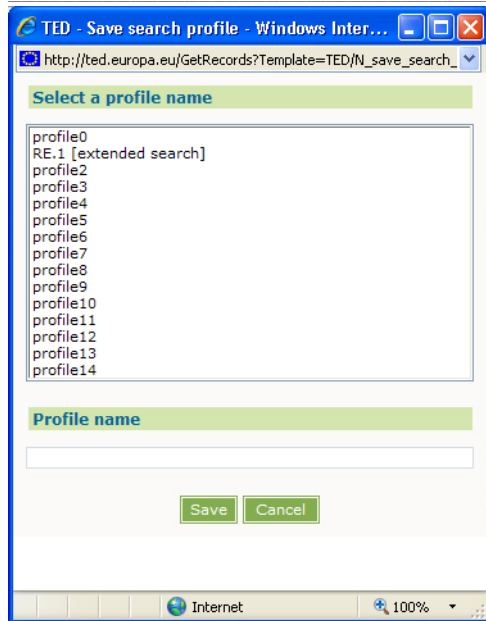 TED - Save search profile - Windows Inter...
http://ted.europa.eu/GetRecords?Template=TED/N_save_search_
Select a profile name
profile0
RE.1 [extended search]
profile2
profile3
profile4
profile5
profile6
profile7
profile8
profile9
profile10
profile11
profile12
profile13
profile14
Profile name
Save Cancel
Internet 100%